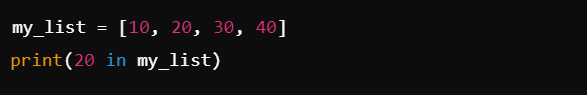 my_list = [10, 20, 30, 40]
print(20 in my_list)